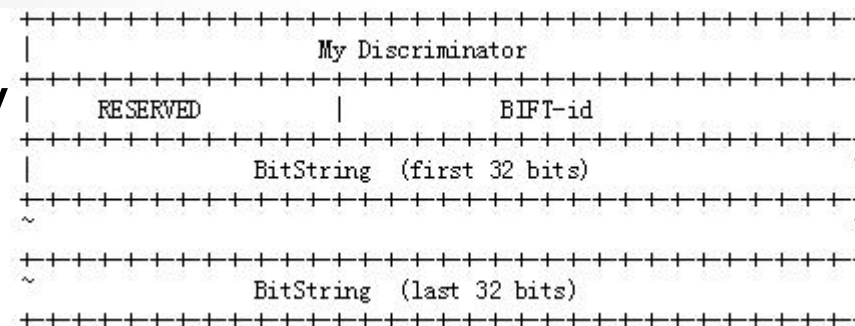 My Discriminator
RESERVED | BIFT-id
BitString (first 32 bits)
~
~
BitString (last 32 bits)